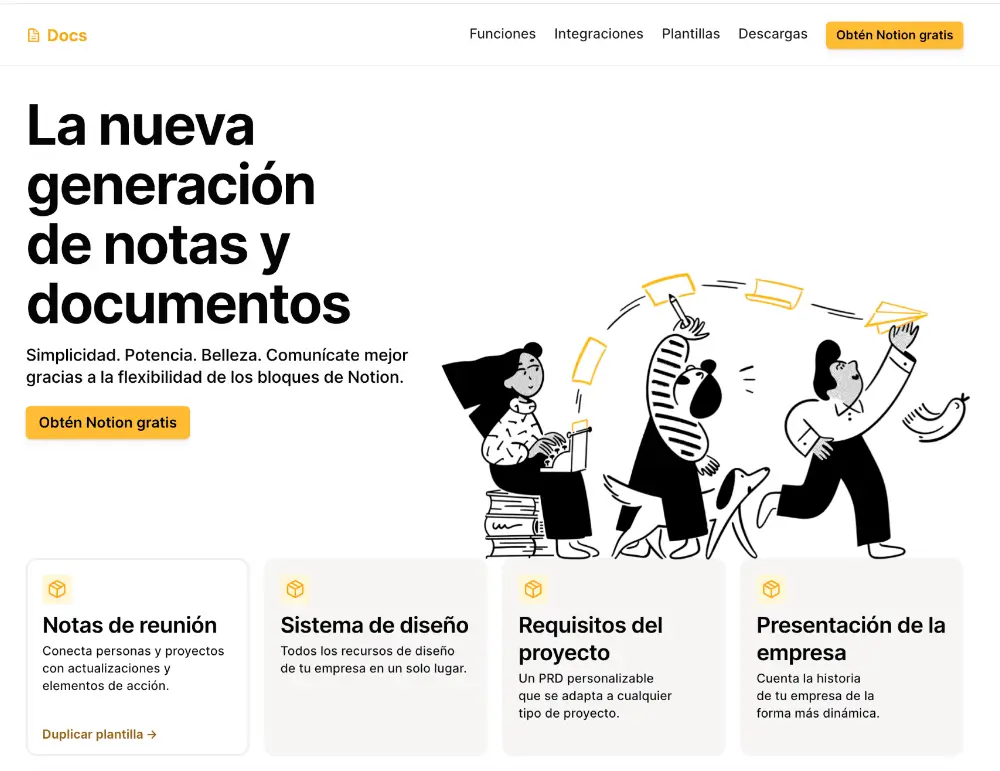 Docs
Funciones
Integraciones
Plantillas
Descargas
Obtén Notion gratis
La nueva
generación
de notas y
documentos
Simplicidad. Potencia. Belleza. Comunícate mejor
gracias a la flexibilidad de los bloques de Notion.
Obtén Notion gratis
Notas de reunión
Conecta personas y proyectos
con actualizaciones y
elementos de acción.
Duplicar plantilla →
Sistema de diseño
Todos los recursos de diseño
de tu empresa en un solo lugar.
Requisitos del
proyecto
Un PRD personalizable
que se adapta a cualquier
tipo de proyecto.
Presentación de la
empresa
Cuenta la historia
de tu empresa de la
forma más dinámica.